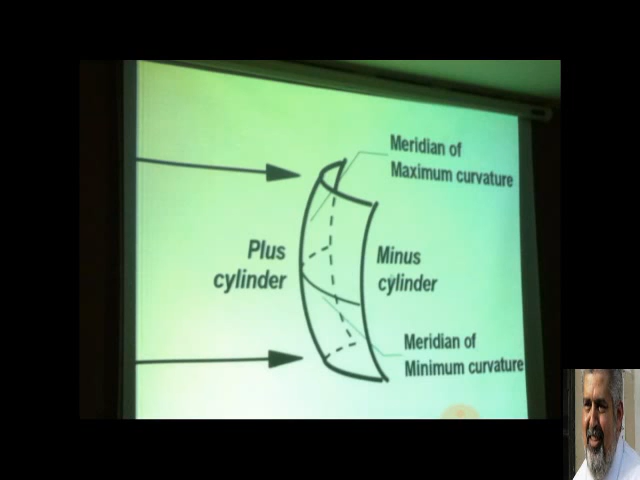 Meridian of
Maximum curvature
Plus
cylinder
Minus
cylinder
Meridian of
Minimum curvature